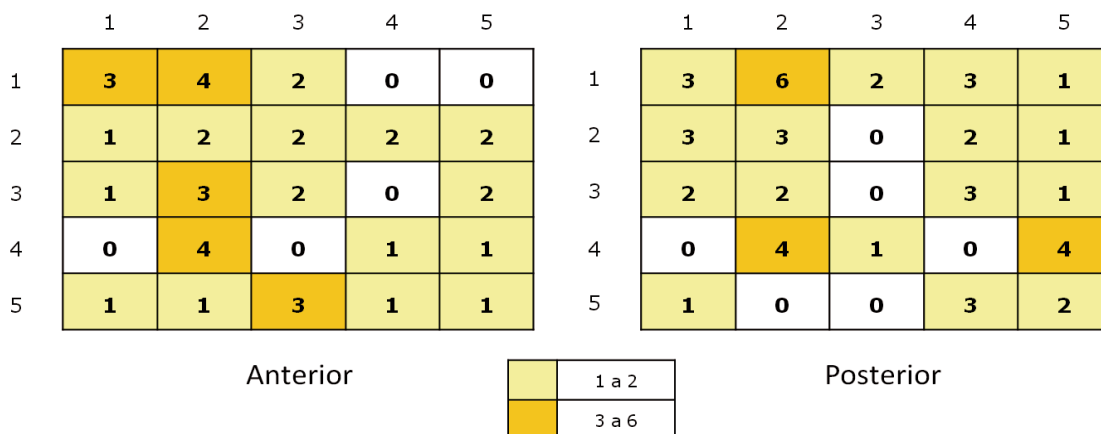 1 2 3 4 5 1 2 3 4 5
1 3 4 2 0 0 1 3 6 2 3 1
2 1 2 2 2 2 2 3 3 0 2 1
3 1 3 2 0 2 3 2 2 0 3 1
4 0 4 0 1 1 4 0 4 1 0 4
5 1 1 3 1 1 5 1 0 0 3 2
Anterior Posterior
1 a 2
3 a 6